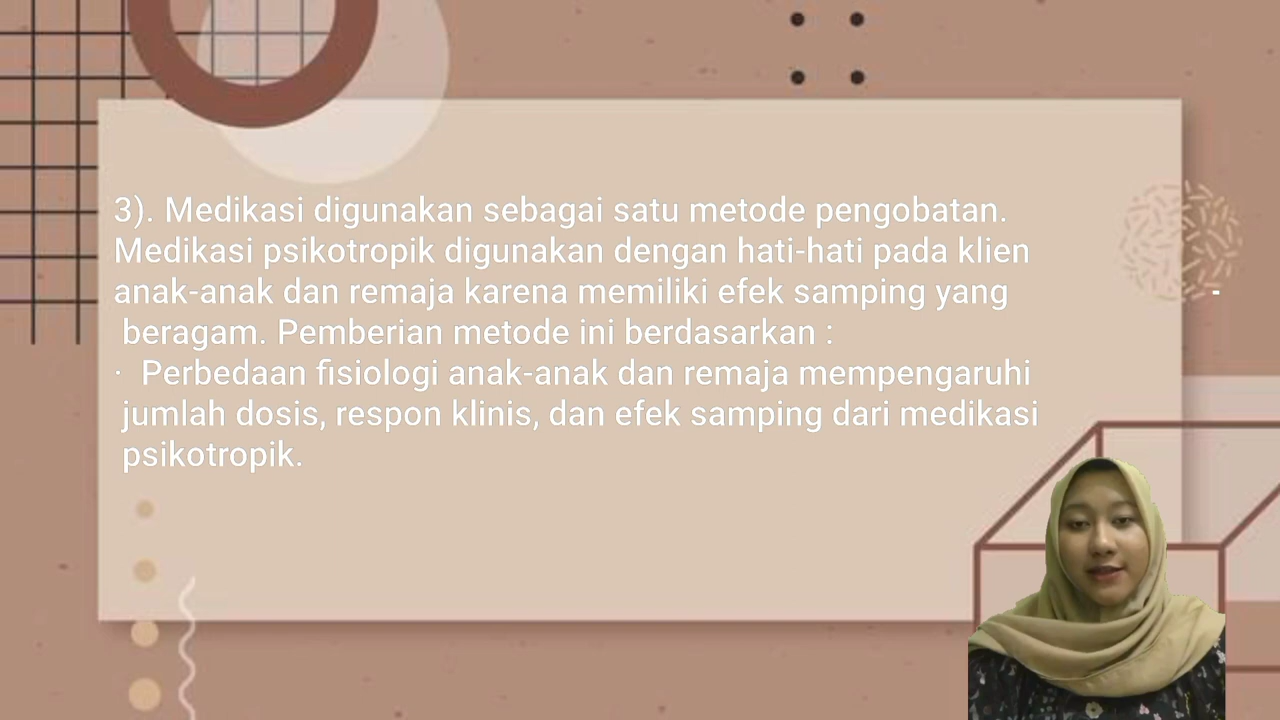 3). Medikasi digunakan sebagai satu metode pengobatan.
Medikasi psikotropik digunakan dengan hati-hati pada klien
anak-anak dan remaja karena memiliki efek samping yang
beragam. Pemberian metode ini berdasarkan :
· Perbedaan fisiologi anak-anak dan remaja mempengaruhi
jumlah dosis, respon klinis, dan efek samping dari medikasi
psikotropik.
-